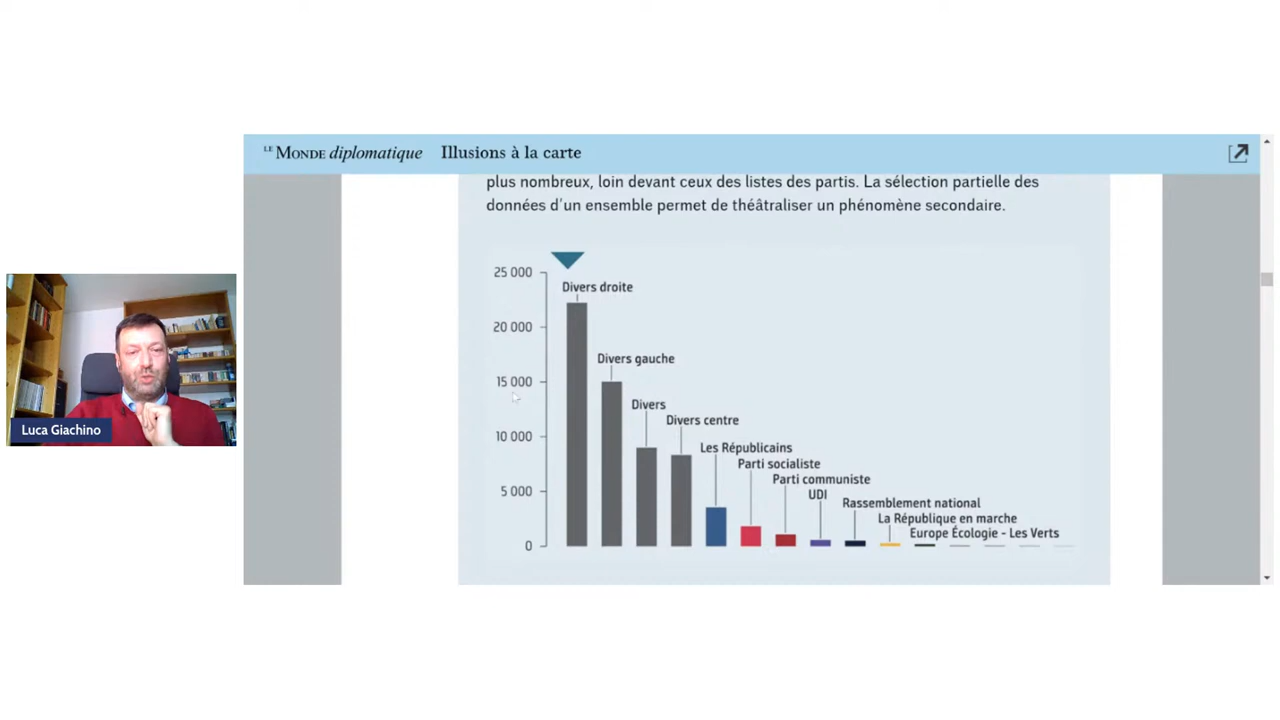 LE MONDE diplomatique Illusions à la carte
plus nombreux, loin devant ceux des listes des partis. La sélection partielle des
données d'un ensemble permet de théâtraliser un phénomène secondaire.
25 000
Divers droite
20 000
Divers gauche
15 000
Divers
Divers centre
10 000
Les Républicains
Parti socialiste
Parti communiste
5 000
UDI
Rassemblement national
La République en marche
Europe Écologie - Les Verts
0
Luca Giachino